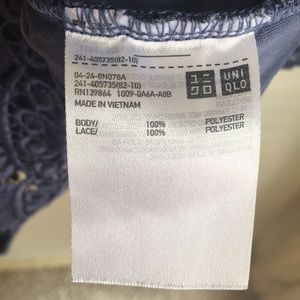 241-405735(82-10)
04-24-8N078A
241-405735(82-10)
RN139864 1009-0A6A-A8B
MADE IN VIETNAM
ユニ
クロ
UNI
QLO
BODY/ 100% POLYESTER
LACE/ 100% POLYESTER